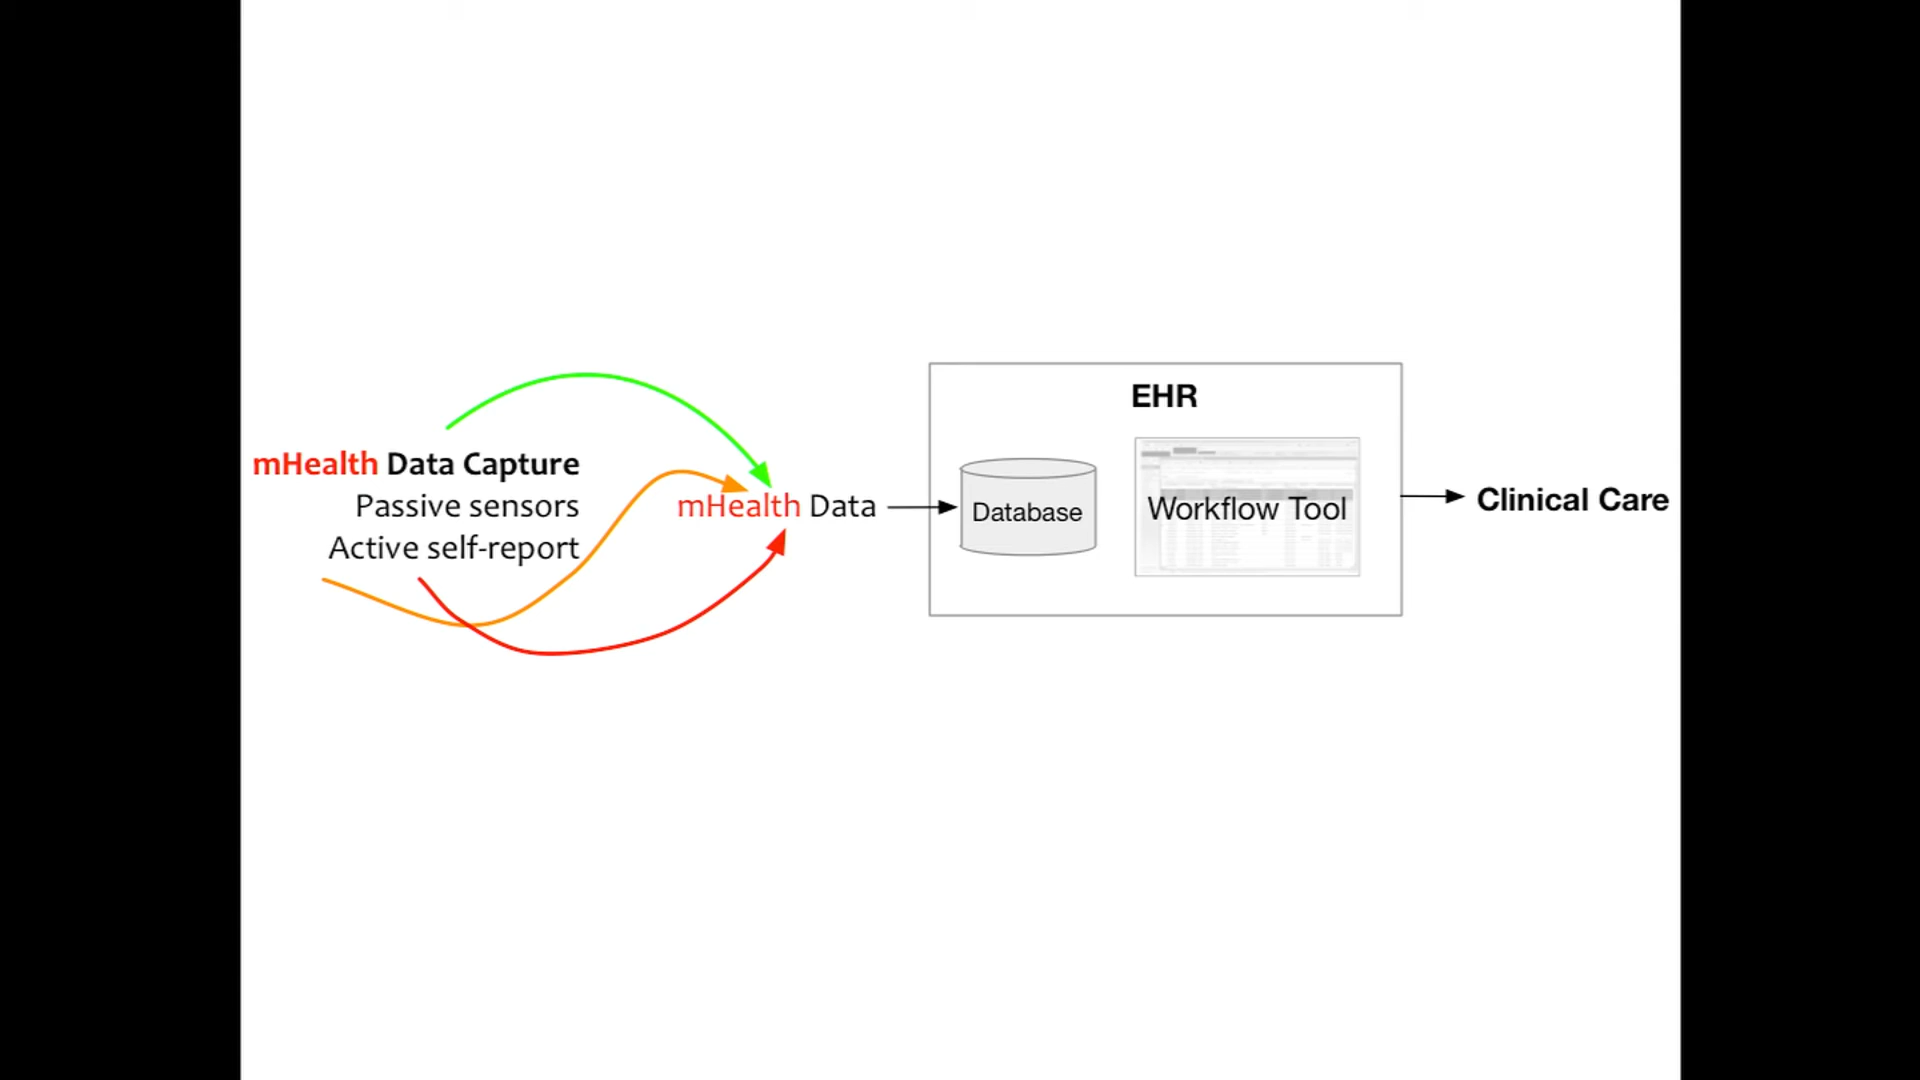 mHealth Data Capture
Passive sensors
Active self-report
mHealth Data
EHR
Database
Workflow Tool
Clinical Care